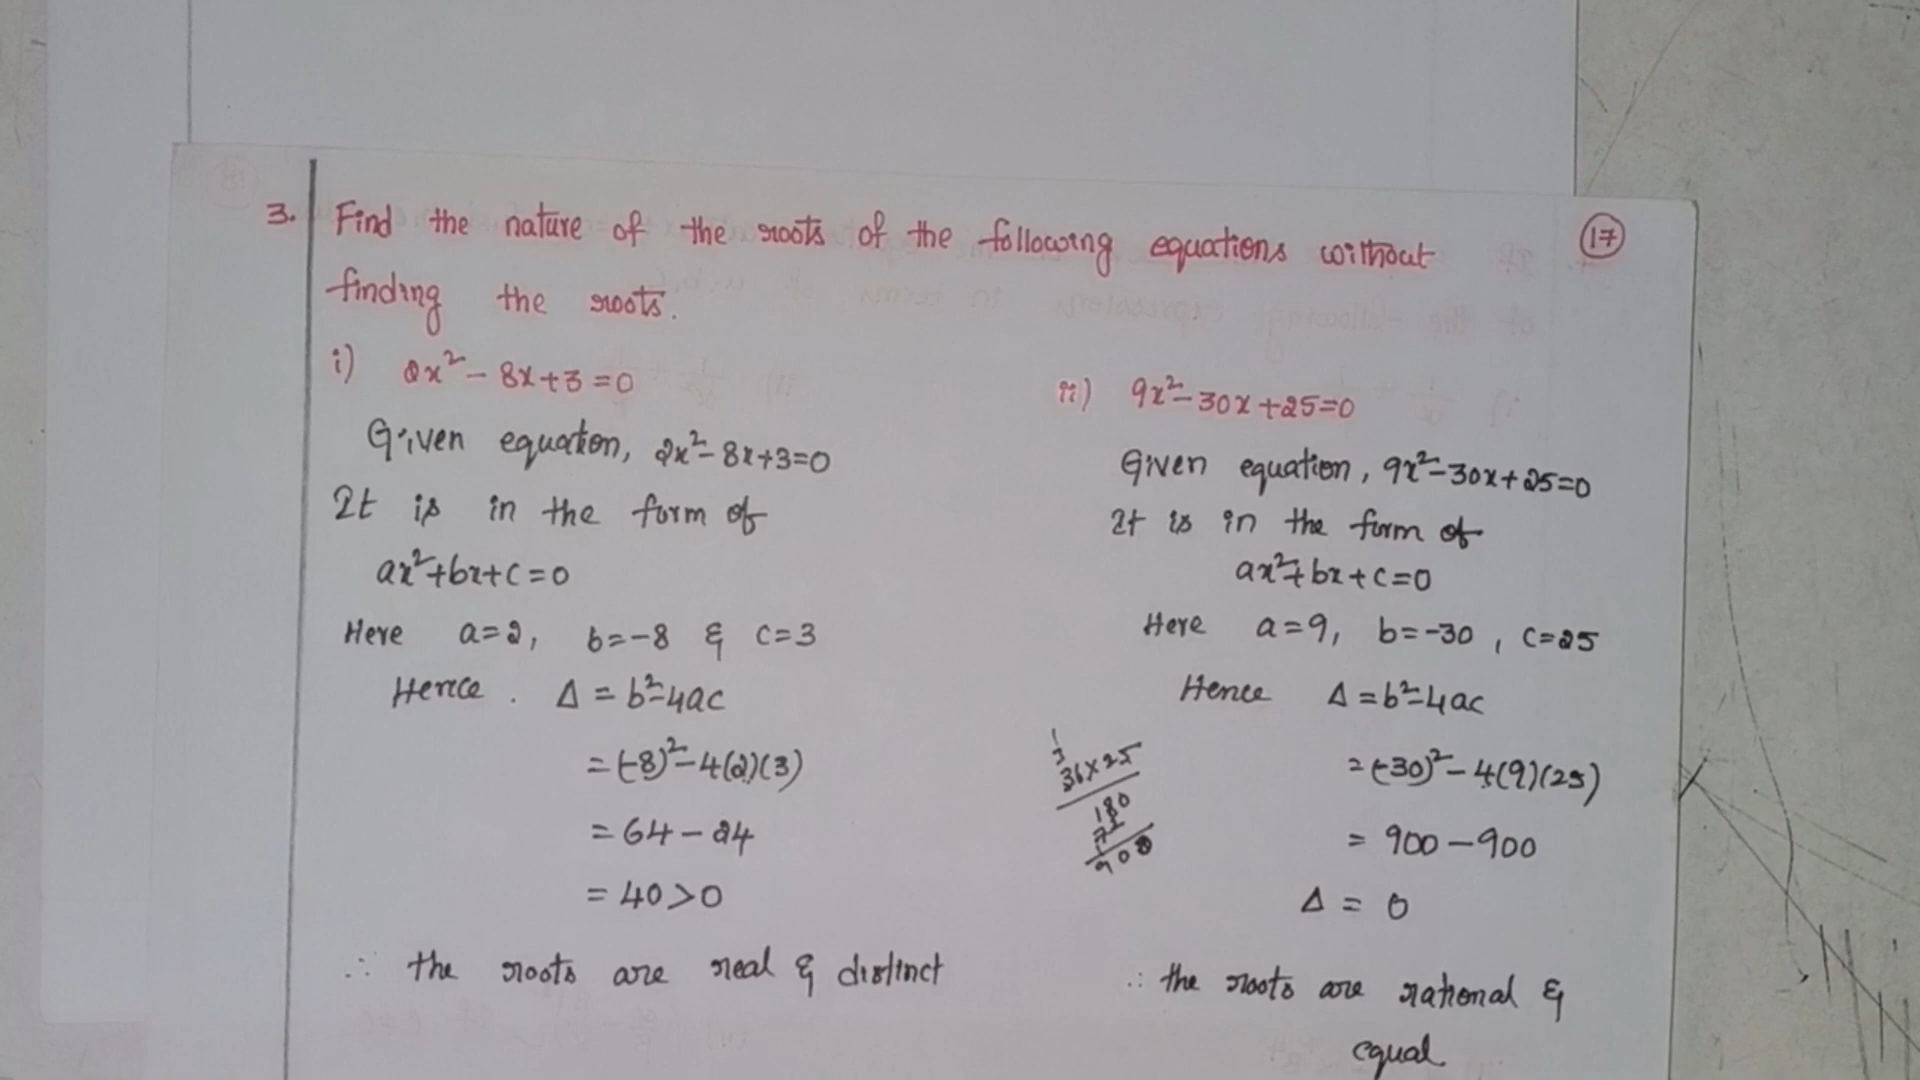 3. Find the nature of the roots of the following equations without
17
finding the roots.
i) 2x² - 8x + 3 = 0
Given equation, 2x² - 8x + 3 = 0
It is in the form of
ax² + bx + c = 0
Here a = 2, b = -8 & c = 3
Hence . Δ = b² - 4ac
= (-8)² - 4(2)(3)
= 64 - 24
= 40 > 0
∴ the roots are real & distinct
ii) 9x² - 30x + 25 = 0
Given equation, 9x² - 30x + 25 = 0
It is in the form of
ax² + bx + c = 0
Here a = 9, b = -30, c = 25
Hence Δ = b² - 4ac
= (-30)² - 4(9)(25)
= 900 - 900
Δ = 0
∴ the roots are rational &
equal
1
3
36 × 25
180
72
900